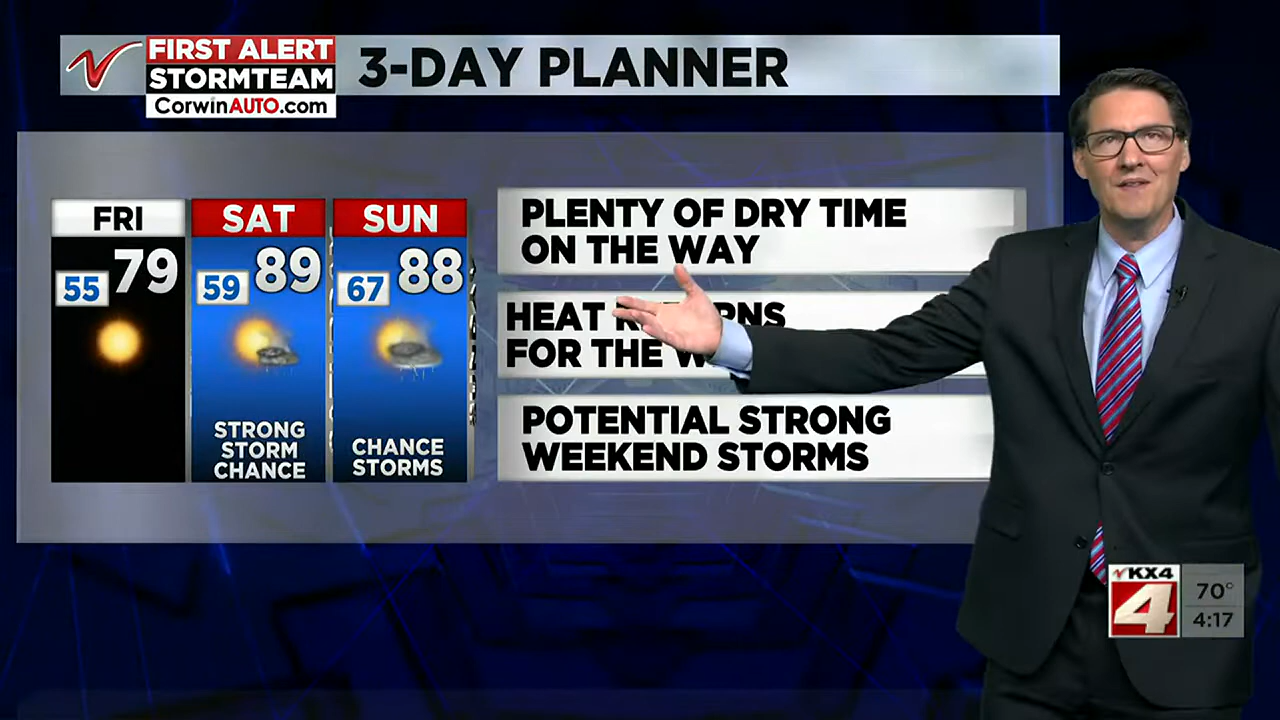 FIRST ALERT
STORMTEAM
CorwinAUTO.com
3-DAY PLANNER
FRI
79
55
SAT
89
59
STRONG
STORM
CHANCE
SUN
88
67
CHANCE
STORMS
PLENTY OF DRY TIME
ON THE WAY
HEAT
FOR THE
POTENTIAL STRONG
WEEKEND STORMS
KX4
4
70°
4:17